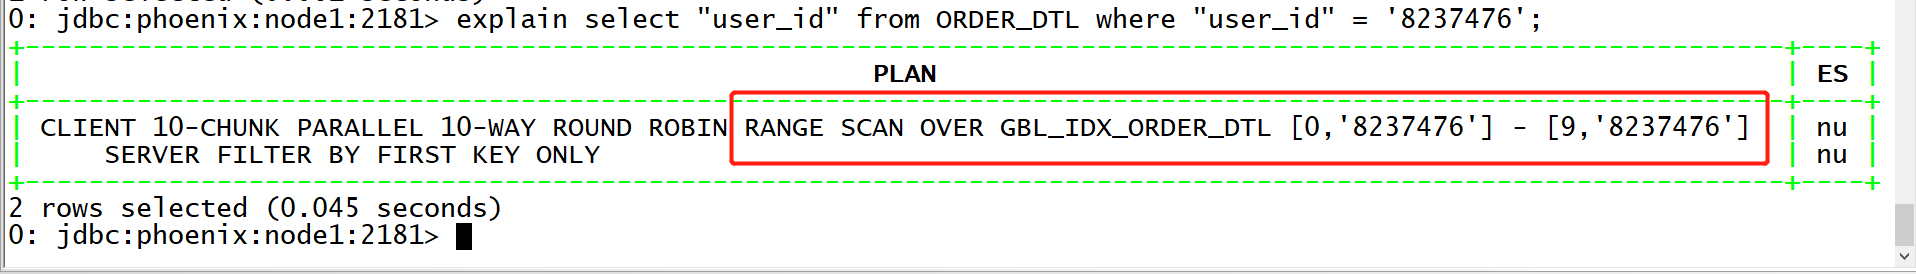 0: jdbc:phoenix:node1:2181> explain select "user_id" from ORDER_DTL where "user_id" = '8237476';
+---------------------------------------------------------------------------------------------------------------+----+
| PLAN | ES |
+---------------------------------------------------------------------------------------------------------------+----+
| CLIENT 10-CHUNK PARALLEL 10-WAY ROUND ROBIN RANGE SCAN OVER GBL_IDX_ORDER_DTL [0,'8237476'] - [9,'8237476'] | nu |
| SERVER FILTER BY FIRST KEY ONLY | nu |
+---------------------------------------------------------------------------------------------------------------+----+
2 rows selected (0.045 seconds)
0: jdbc:phoenix:node1:2181>